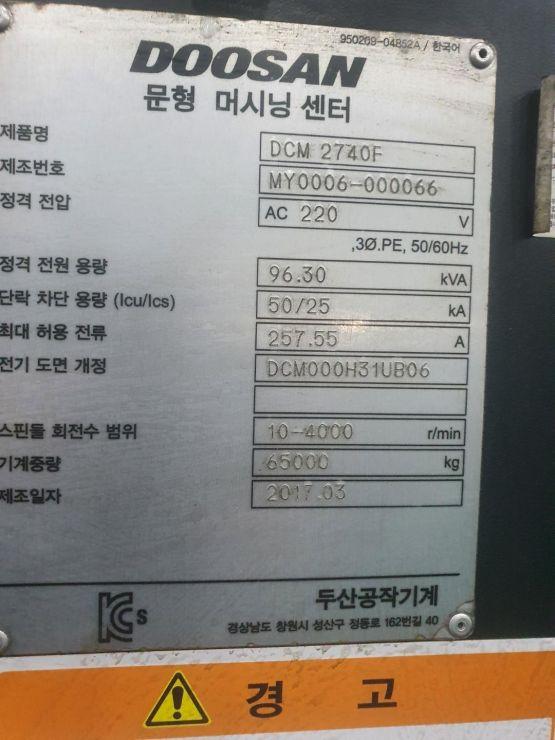 950269-04852A / 한국어
DOOSAN
문형 머시닝 센터
제품명 DCM 2740F
제조번호 MY0006-000066
정격 전압 AC 220 V
,3Ø.PE, 50/60Hz
정격 전원 용량 96.30 kVA
단락 차단 용량 (Icu/Ics) 50/25 kA
최대 허용 전류 257.55 A
전기 도면 개정 DCM000H31UB06
스핀들 회전수 범위 10-4000 r/min
기계중량 65000 kg
제조일자 2017.03
KCs 두산공작기계
경상남도 창원시 성산구 정동로 162번길 40
경 고